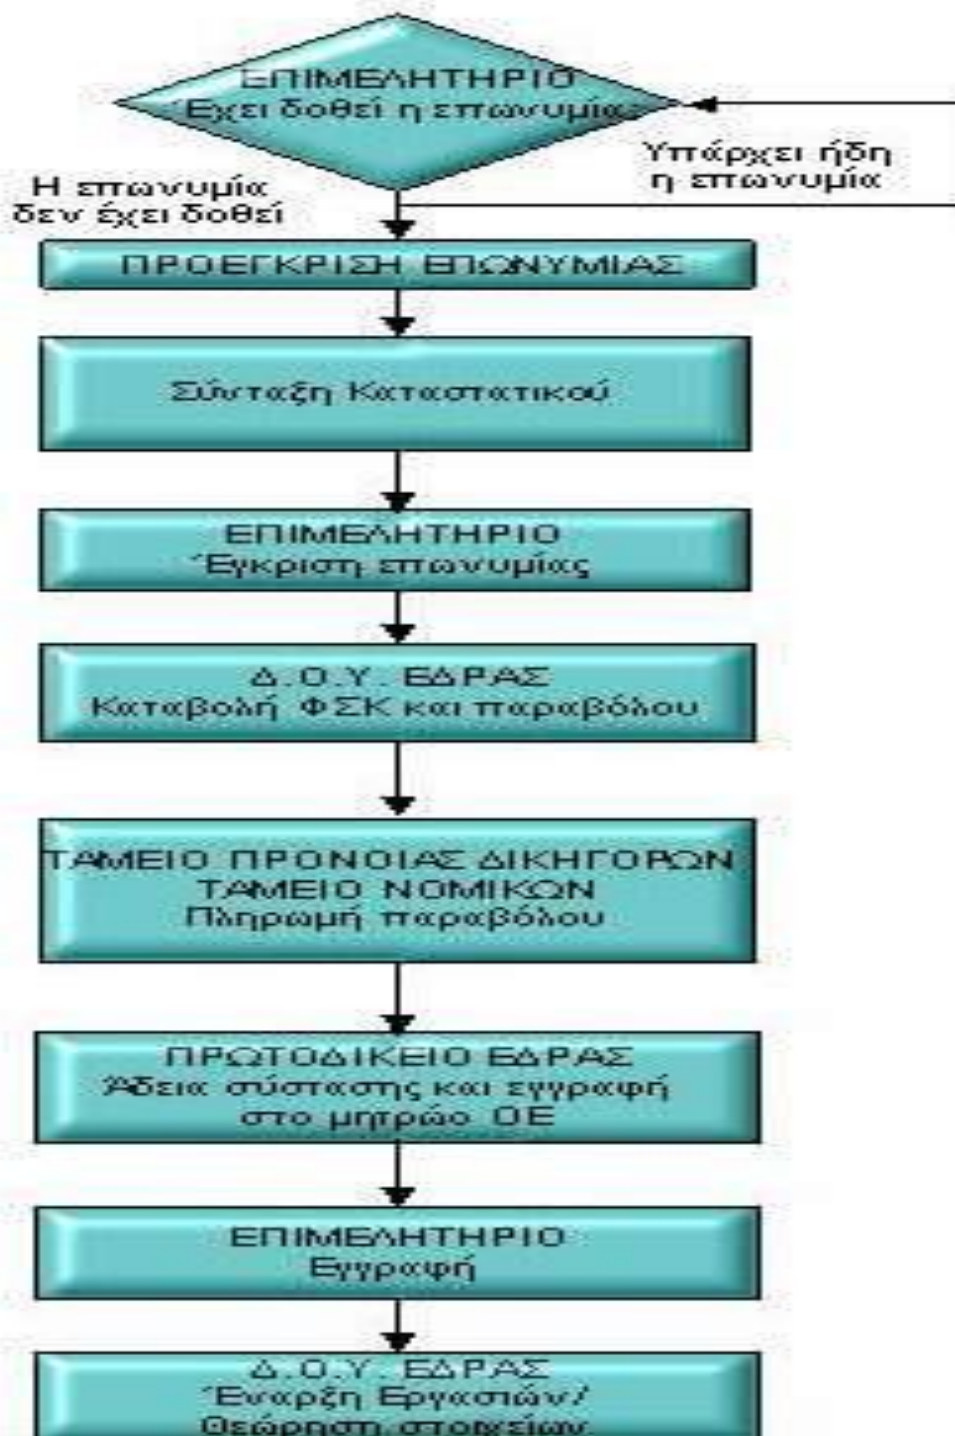 ΕΠΙΜΕΛΗΤΗΡΙΟ
Έχει δοθεί η επωνυμία;
Υπάρχει ήδη
η επωνυμία
Η επωνυμία
δεν έχει δοθεί
ΠΡΟΕΓΚΡΙΣΗ ΕΠΩΝΥΜΙΑΣ
Σύνταξη Καταστατικού
ΕΠΙΜΕΛΗΤΗΡΙΟ
Έγκριση επωνυμίας
Δ.Ο.Υ. ΕΔΡΑΣ
Καταβολή ΦΣΚ και παραβόλου
ΤΑΜΕΙΟ ΠΡΟΝΟΙΑΣ ΔΙΚΗΓΟΡΩΝ
ΤΑΜΕΙΟ ΝΟΜΙΚΩΝ
Πληρωμή παραβόλου
ΠΡΩΤΟΔΙΚΕΙΟ ΕΔΡΑΣ
Άδεια σύστασης και εγγραφή
στο μητρώο ΟΕ
ΕΠΙΜΕΛΗΤΗΡΙΟ
Εγγραφή
Δ.Ο.Υ. ΕΔΡΑΣ
Έναρξη Εργασιών/
Θεώρηση στοιχείων